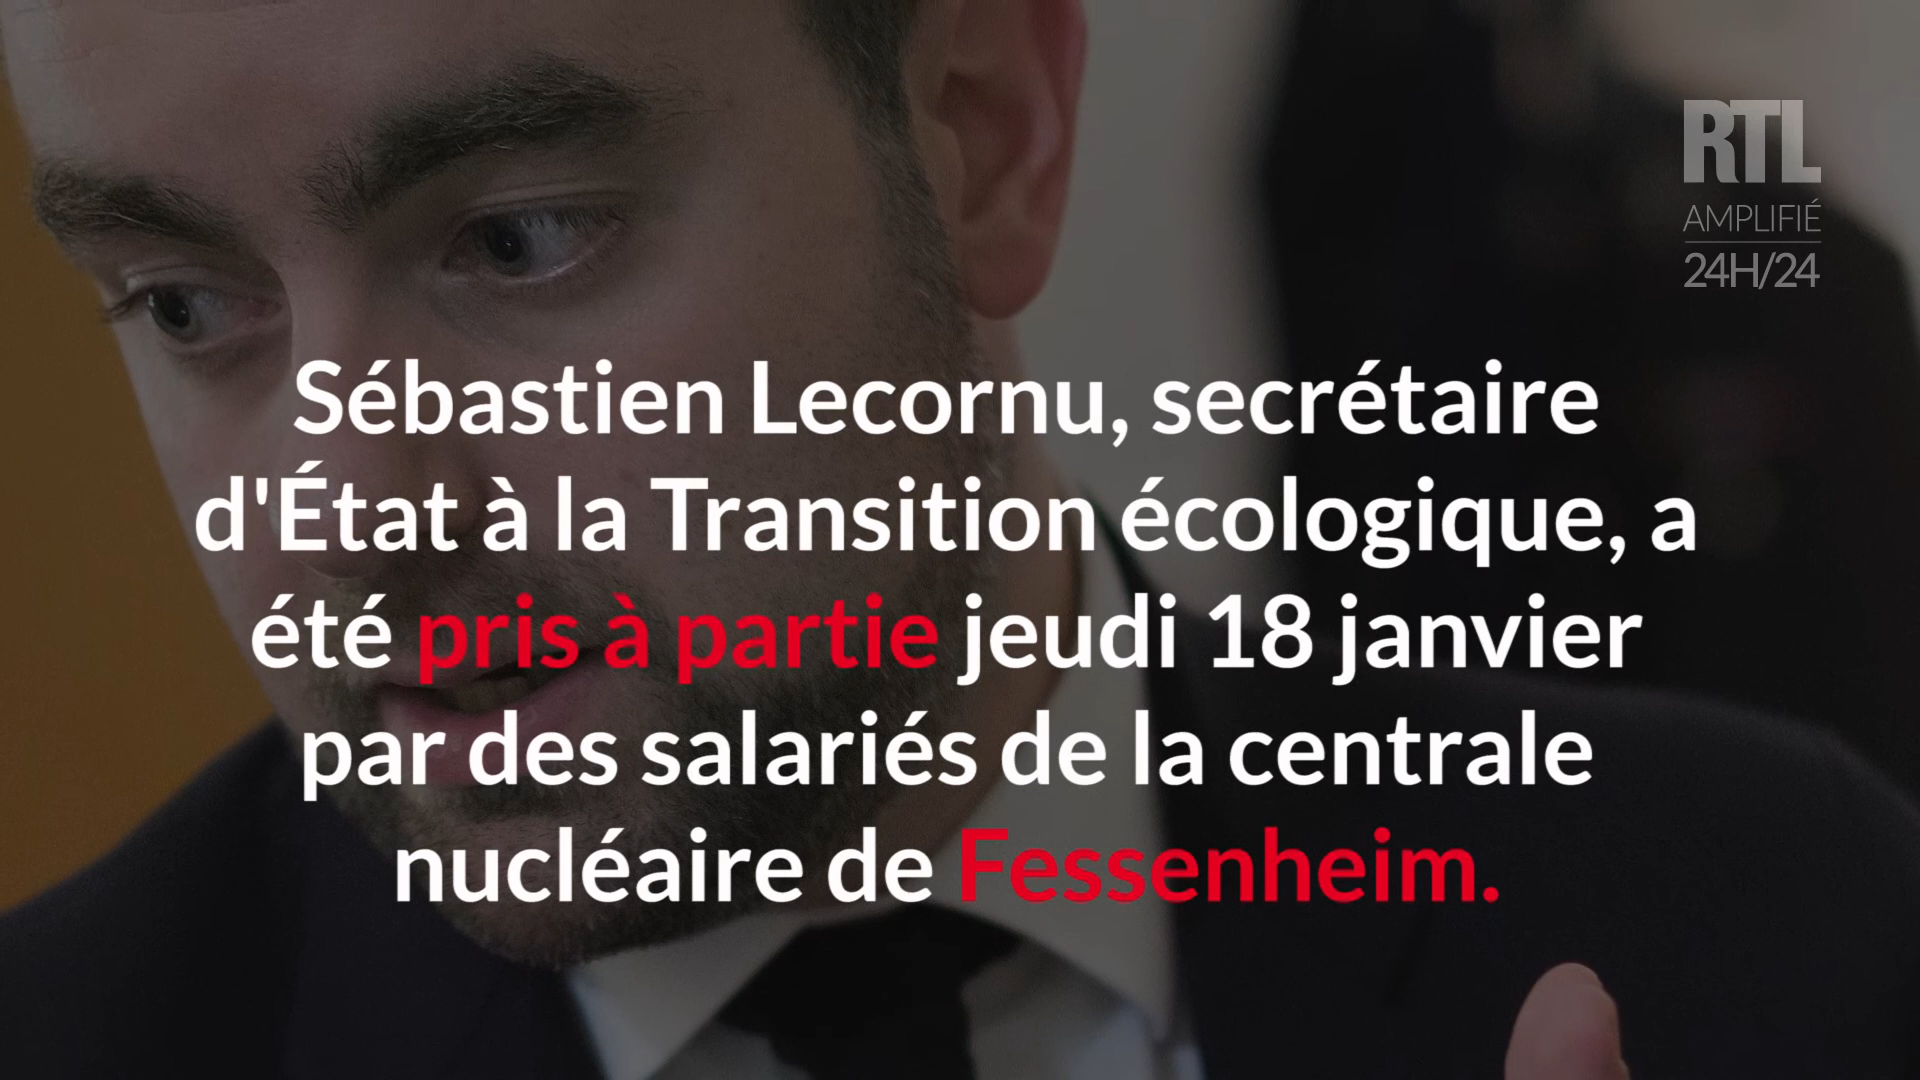 RTL
AMPLIFIÉ
24H/24
Sébastien Lecornu, secrétaire
d'État à la Transition écologique, a
été pris à partie jeudi 18 janvier
par des salariés de la centrale
nucléaire de Fessenheim.